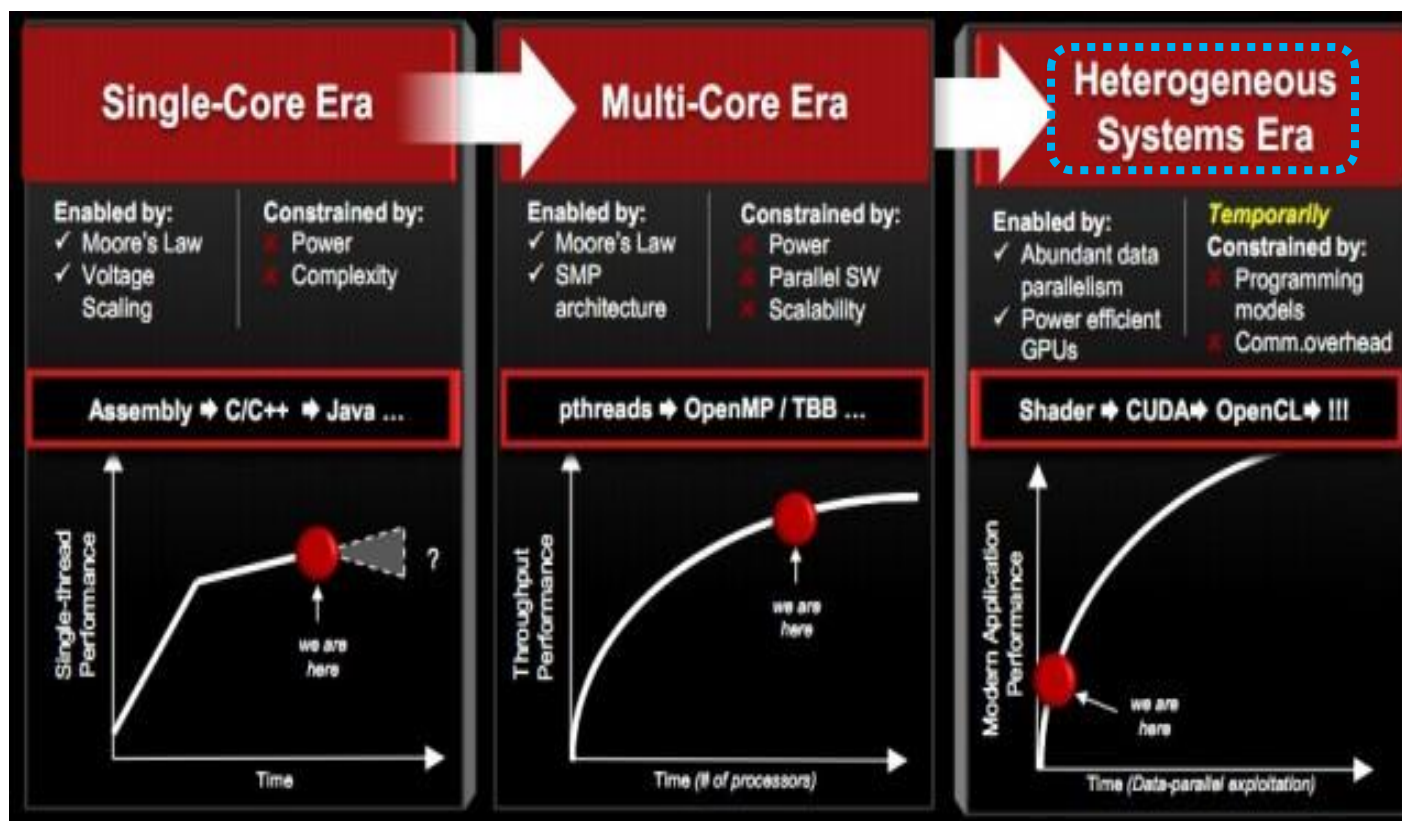 Single-Core Era
Enabled by:
✓ Moore's Law
✓ Voltage
Scaling
Constrained by:
✗ Power
✗ Complexity
Assembly ➡ C/C++ ➡ Java ...
Single-thread
Performance
?
we are
here
Time
Multi-Core Era
Enabled by:
✓ Moore's Law
✓ SMP
architecture
Constrained by:
✗ Power
✗ Parallel SW
✗ Scalability
pthreads ➡ OpenMP / TBB ...
Throughput
Performance
we are
here
Time (# of processors)
Heterogeneous
Systems Era
Enabled by:
✓ Abundant data
parallelism
✓ Power efficient
GPUs
Temporarily
Constrained by:
✗ Programming
models
✗ Comm.overhead
Shader ➡ CUDA➡ OpenCL➡ !!!
Modern Application
Performance
we are
here
Time (Data-parallel exploitation)